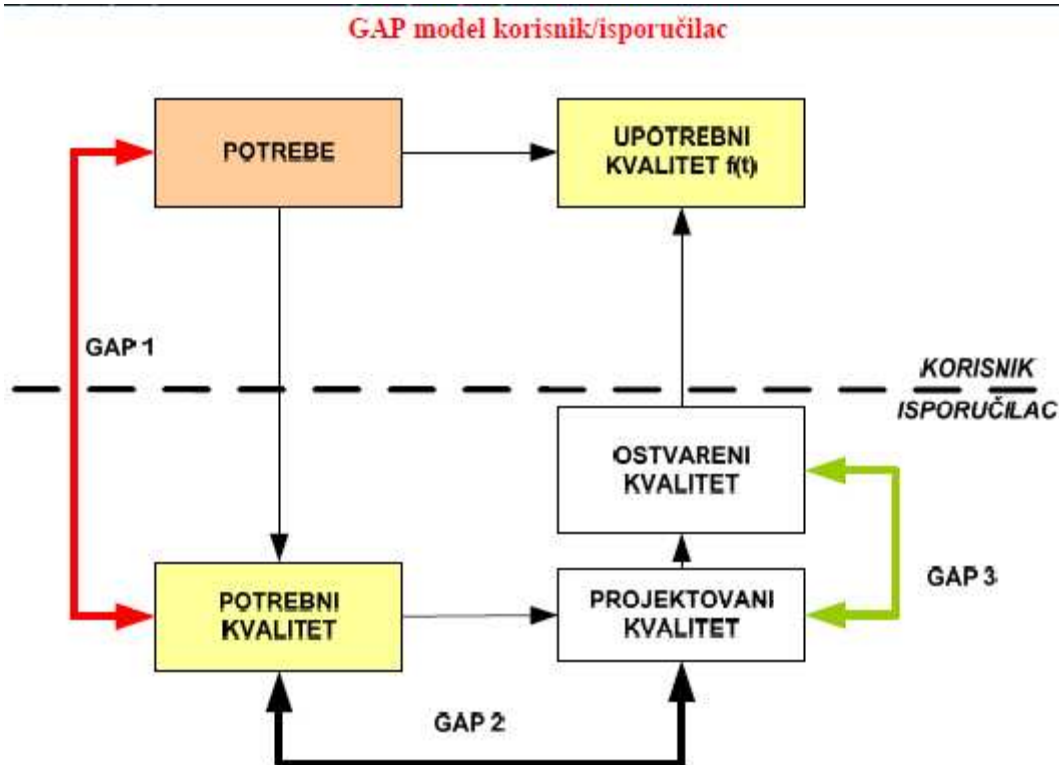 GAP model korisnik/isporučilac
POTREBE
UPOTREBNI
KVALITET f(t)
GAP 1
KORISNIK
ISPORUČILAC
OSTVARENI
KVALITET
POTREBNI
KVALITET
PROJEKTOVANI
KVALITET
GAP 3
GAP 2